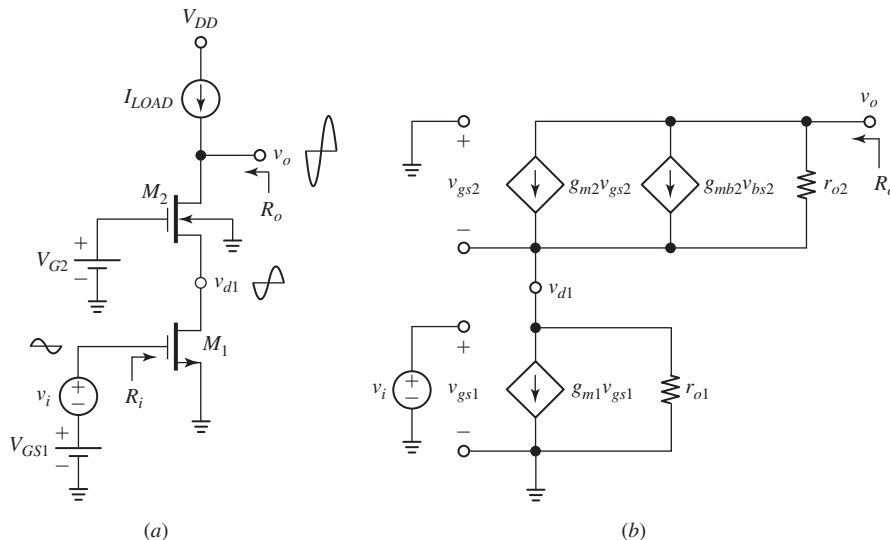 V_DD
I_LOAD
v_o
R_o
M_2
V_G2
+
−
v_d1
M_1
R_i
v_i
+
−
V_GS1
+
−
(a)
+
v_gs2
−
g_m2v_gs2
g_mb2v_bs2
r_o2
v_o
v_d1
v_i
+
−
+
v_gs1
−
g_m1v_gs1
r_o1
(b)